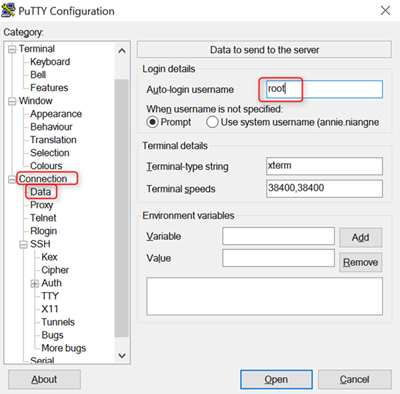 PuTTY Configuration
Category:
Terminal
Keyboard
Bell
Features
Window
Appearance
Behaviour
Translation
Selection
Colours
Connection
Data
Proxy
Telnet
Rlogin
SSH
Kex
Cipher
Auth
TTY
X11
Tunnels
Bugs
More bugs
Serial
Data to send to the server
Login details
Auto-login username root
When username is not specified:
Prompt Use system username (annie.niangne
Terminal details
Terminal-type string xterm
Terminal speeds 38400,38400
Environment variables
Variable Add
Value Remove
About Open Cancel